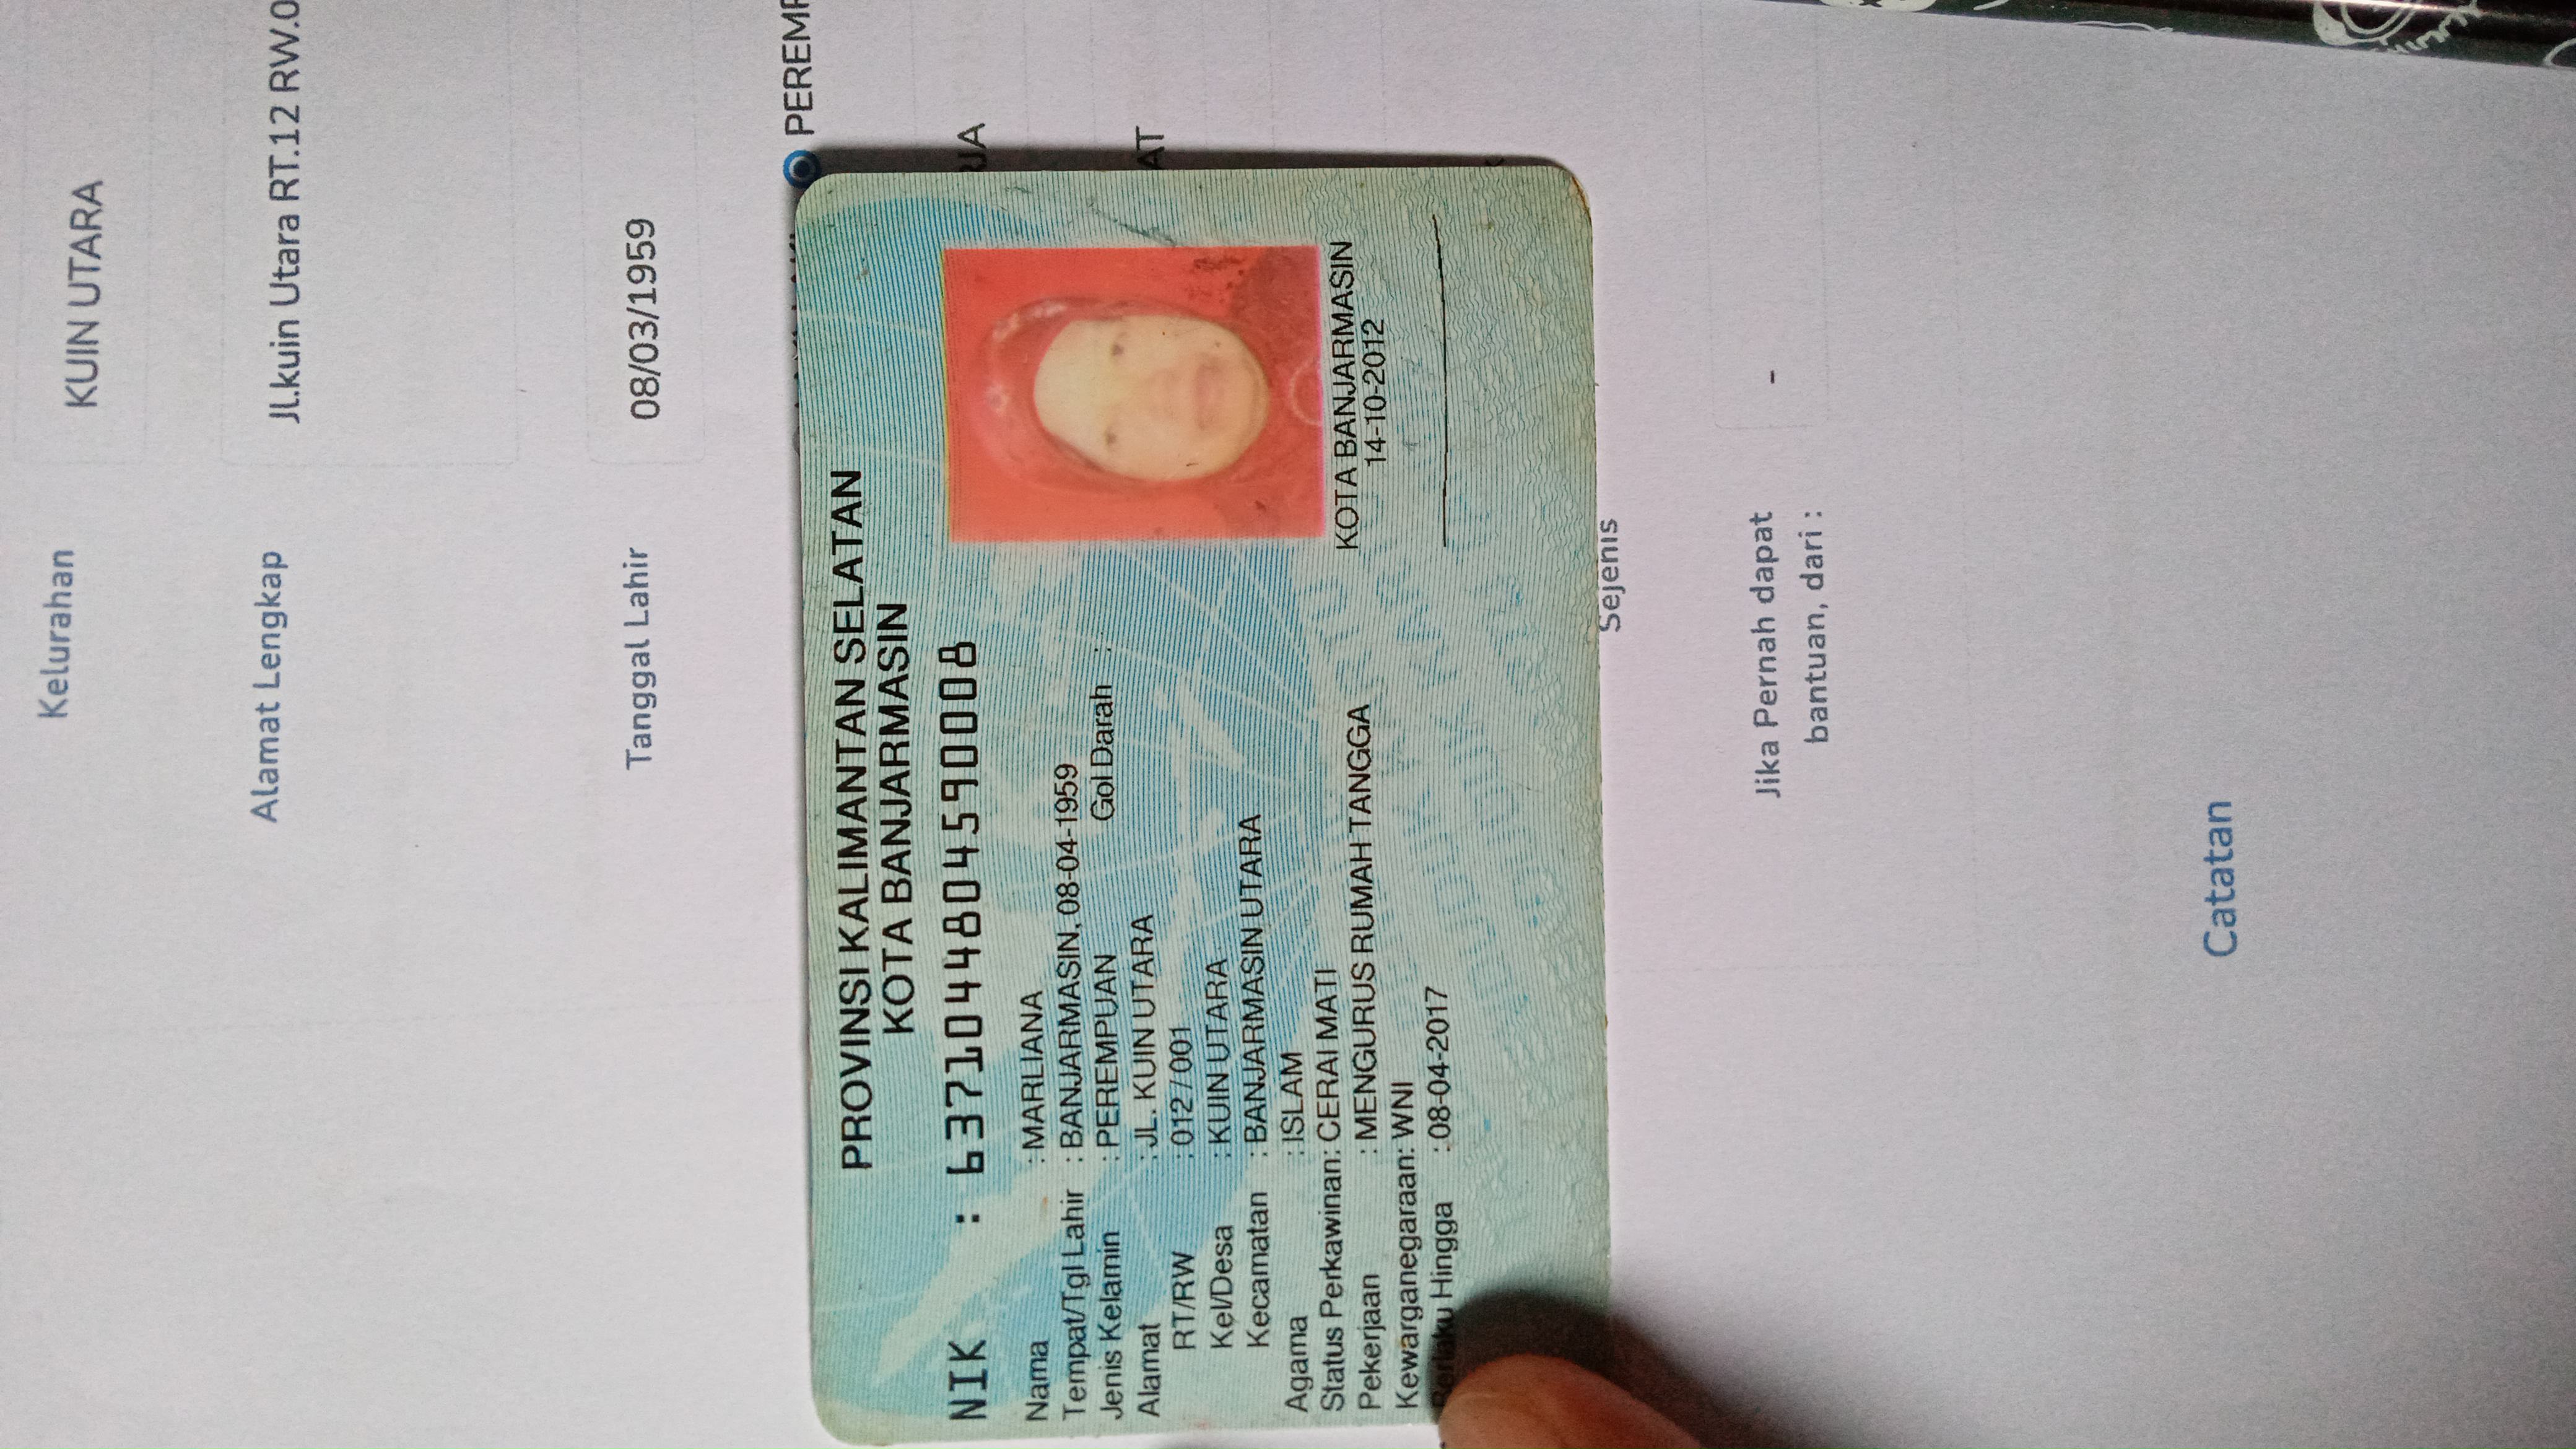 Kelurahan KUIN UTARA
Alamat Lengkap Jl.kuin Utara RT.12 RW.0
Tanggal Lahir 08/03/1959
PEREMP
PROVINSI KALIMANTAN SELATAN
KOTA BANJARMASIN
NIK : 6371044804590008
Nama : MARLIANA
Tempat/Tgl Lahir : BANJARMASIN, 08-04-1959
Jenis Kelamin : PEREMPUAN Gol Darah :
Alamat : JL. KUIN UTARA
RT/RW : 012 / 001
Kel/Desa : KUIN UTARA
Kecamatan : BANJARMASIN UTARA
Agama : ISLAM
Status Perkawinan: CERAI MATI
Pekerjaan : MENGURUS RUMAH TANGGA
Kewarganegaraan: WNI
Berlaku Hingga : 08-04-2017
KOTA BANJARMASIN
14-10-2012
Sejenis
Jika Pernah dapat -
bantuan, dari :
Catatan